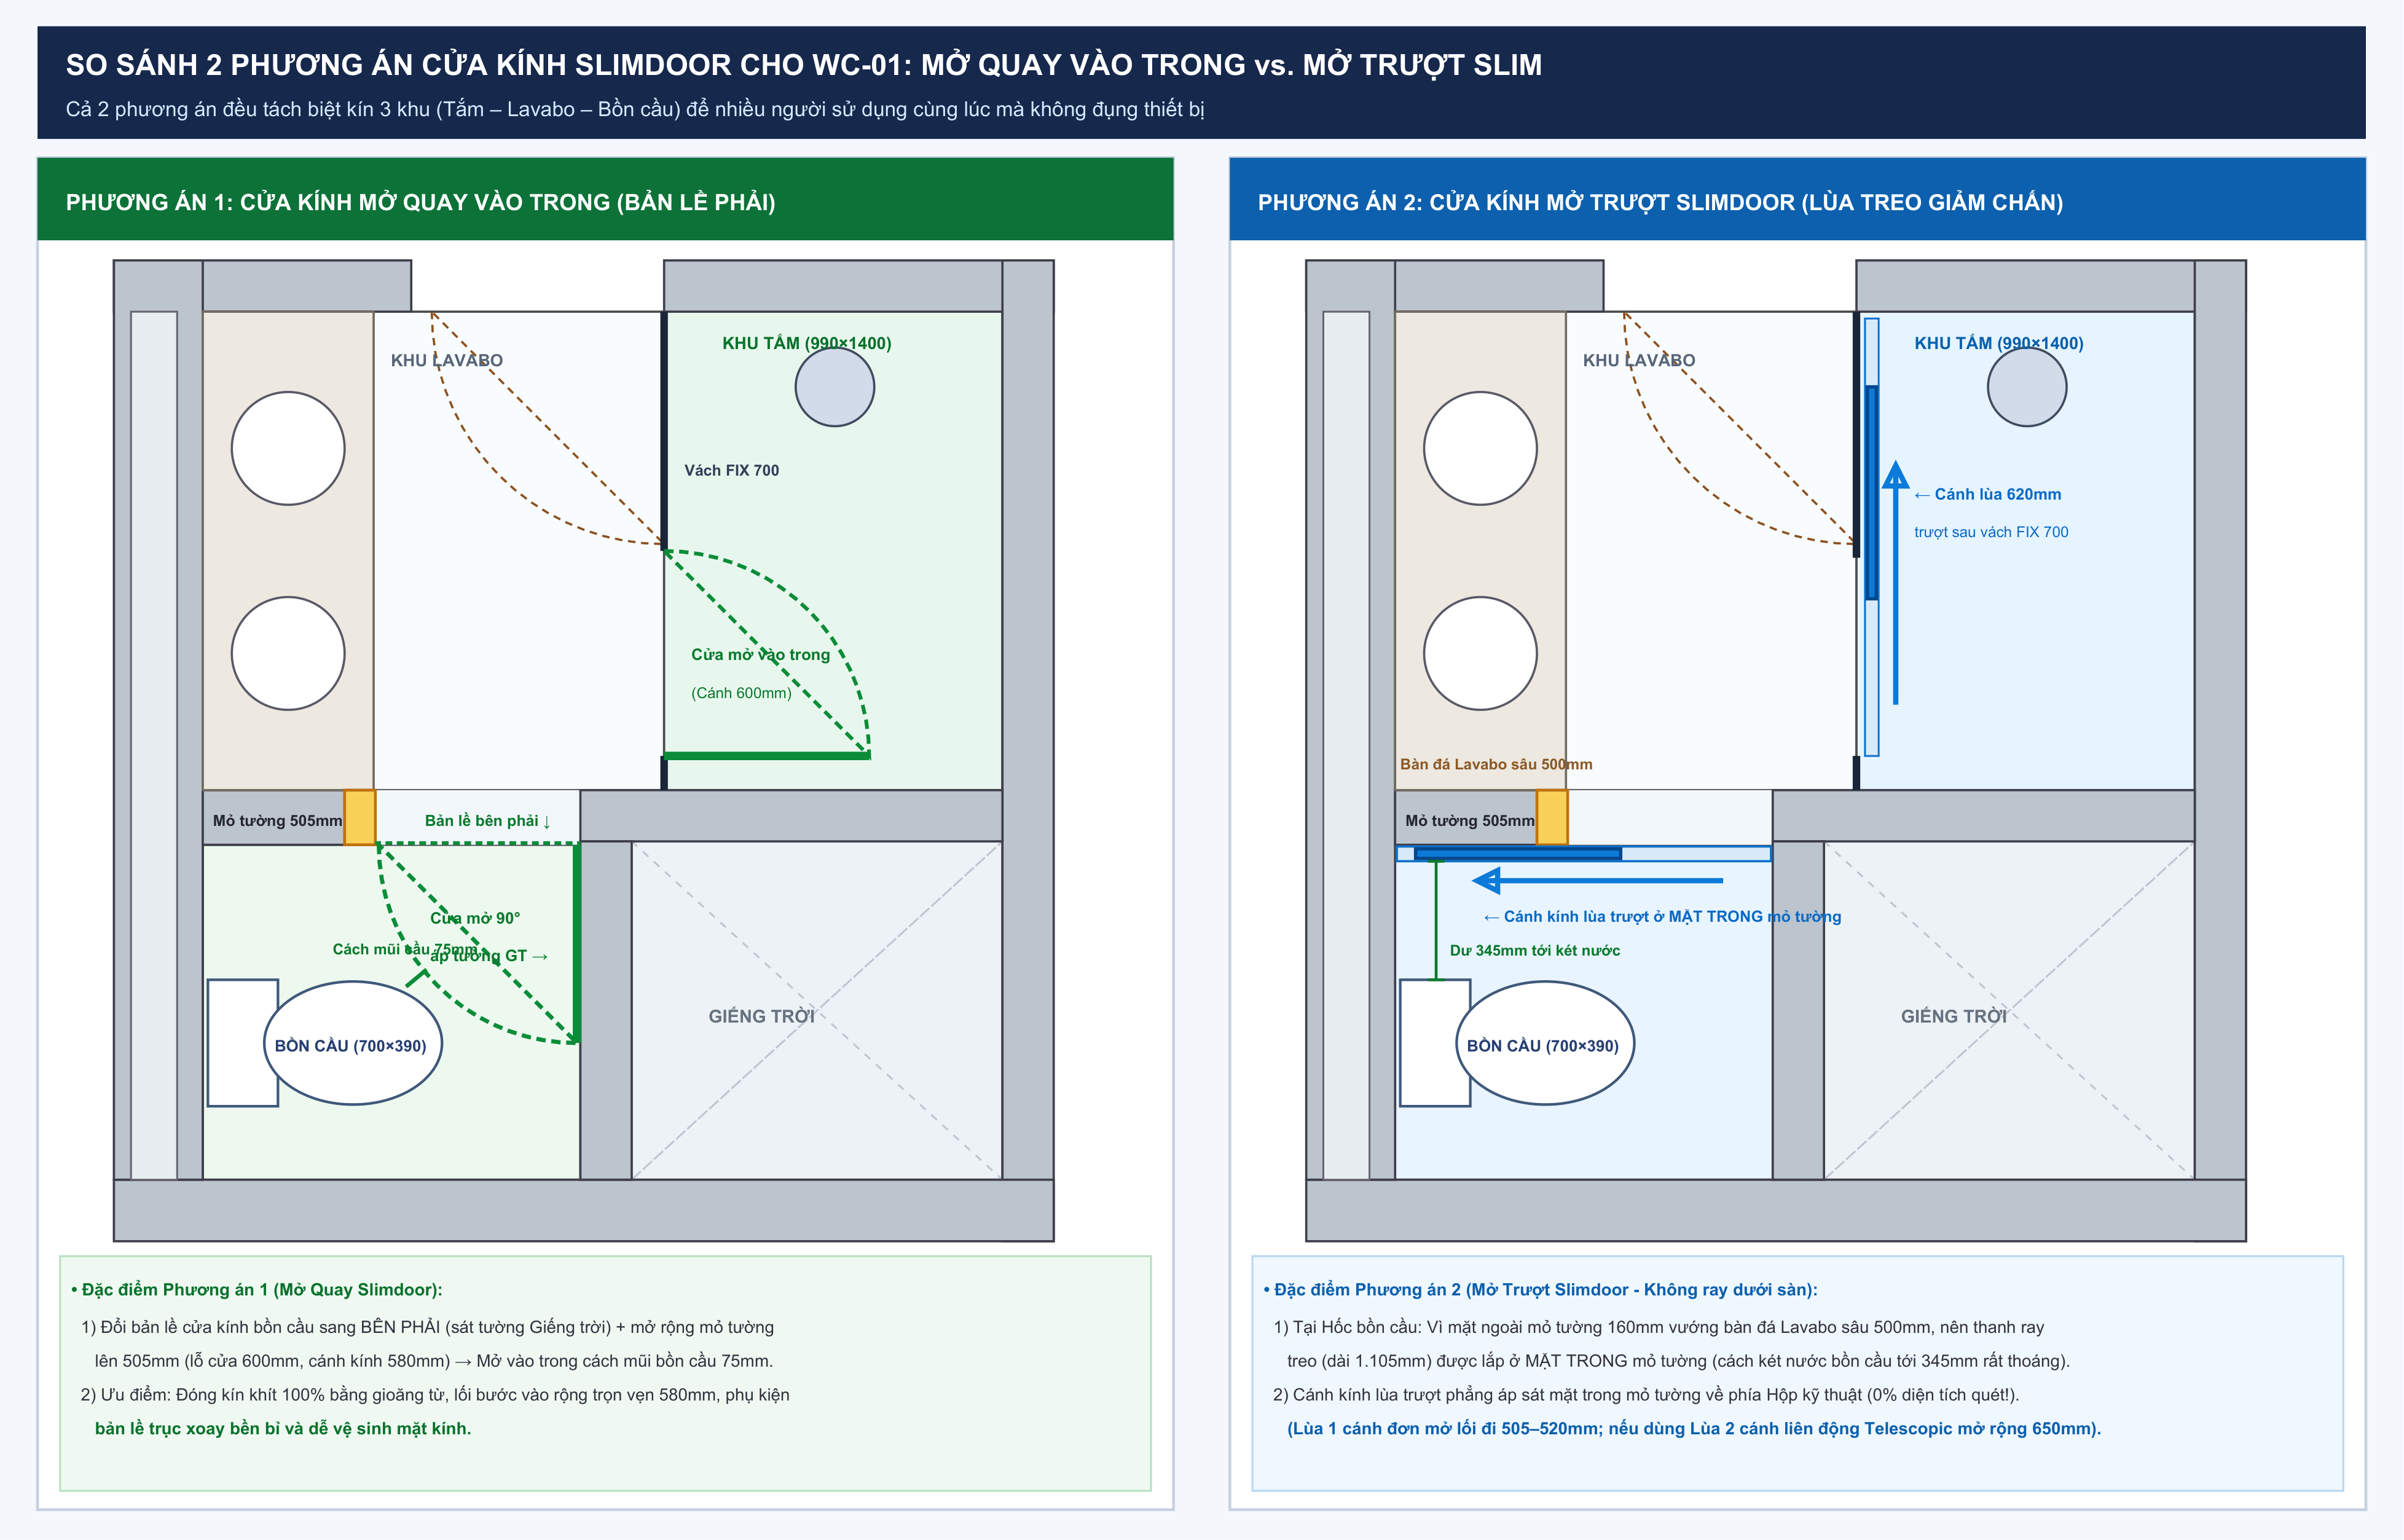 SO SÁNH 2 PHƯƠNG ÁN CỬA KÍNH SLIMDOOR CHO WC-01: MỞ QUAY VÀO TRONG vs. MỞ TRƯỢT SLIM
Cả 2 phương án đều tách biệt kín 3 khu (Tắm – Lavabo – Bồn cầu) để nhiều người sử dụng cùng lúc mà không đụng thiết bị
PHƯƠNG ÁN 1: CỬA KÍNH MỞ QUAY VÀO TRONG (BẢN LỀ PHẢI)
KHU TẮM (990×1400)
KHU LAVABO
Vách FIX 700
Cửa mở vào trong
(Cánh 600mm)
Mỏ tường 505mm
Bản lề bên phải ↓
Cửa mở 90°
Cách mũi cầu 75mm
áp tường GT →
GIẾNG TRỜI
BỒN CẦU (700×390)
• Đặc điểm Phương án 1 (Mở Quay Slimdoor):
1) Đổi bản lề cửa kính bồn cầu sang BÊN PHẢI (sát tường Giếng trời) + mở rộng mỏ tường
lên 505mm (lỗ cửa 600mm, cánh kính 580mm) → Mở vào trong cách mũi bồn cầu 75mm.
2) Ưu điểm: Đóng kín khít 100% bằng gioăng từ, lối bước vào rộng trọn vẹn 580mm, phụ kiện
bản lề trục xoay bền bỉ và dễ vệ sinh mặt kính.
PHƯƠNG ÁN 2: CỬA KÍNH MỞ TRƯỢT SLIMDOOR (LÙA TREO GIẢM CHẤN)
KHU TẮM (990×1400)
KHU LAVABO
← Cánh lùa 620mm
trượt sau vách FIX 700
Bàn đá Lavabo sâu 500mm
Mỏ tường 505mm
← Cánh kính lùa trượt ở MẶT TRONG mỏ tường
Dư 345mm tới két nước
GIẾNG TRỜI
BỒN CẦU (700×390)
• Đặc điểm Phương án 2 (Mở Trượt Slimdoor - Không ray dưới sàn):
1) Tại Hốc bồn cầu: Vì mặt ngoài mỏ tường 160mm vướng bàn đá Lavabo sâu 500mm, nên thanh ray
treo (dài 1.105mm) được lắp ở MẶT TRONG mỏ tường (cách két nước bồn cầu tới 345mm rất thoáng).
2) Cánh kính lùa trượt phẳng áp sát mặt trong mỏ tường về phía Hộp kỹ thuật (0% diện tích quét!).
(Lùa 1 cánh đơn mở lối đi 505–520mm; nếu dùng Lùa 2 cánh liên động Telescopic mở rộng 650mm).